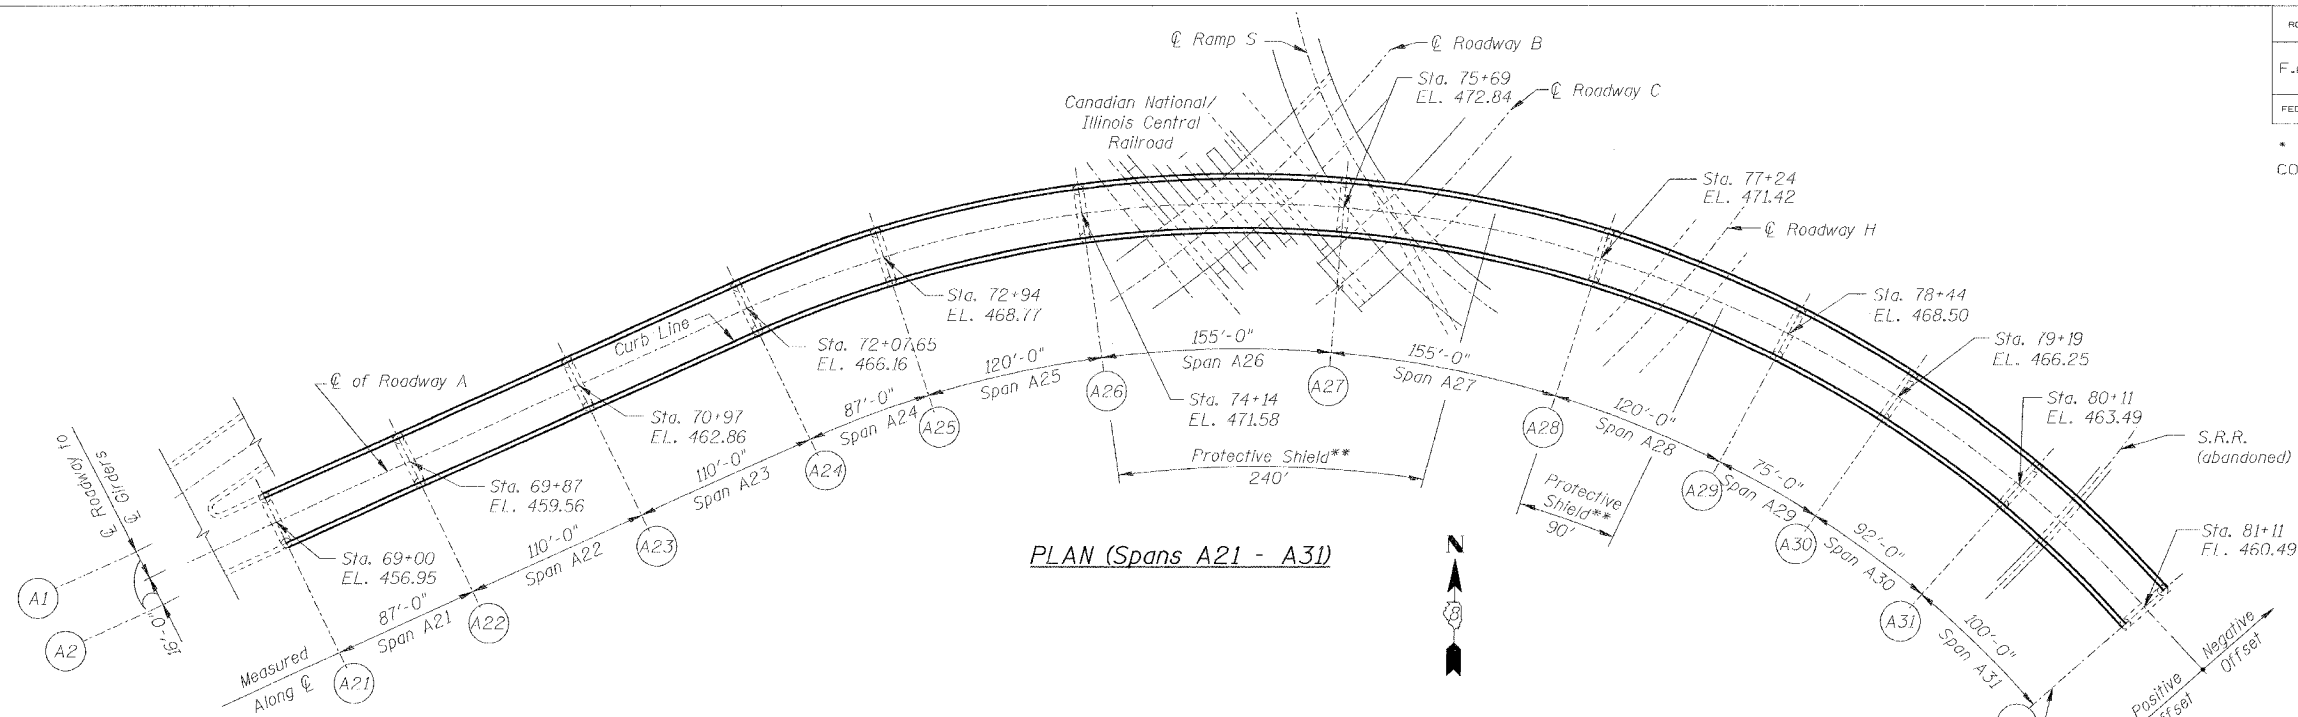 ℄ Ramp S
℄ Roadway B
Sta. 75+69
EL. 472.84
℄ Roadway C
Canadian National/
Illinois Central
Railroad
Sta. 77+24
EL. 471.42
℄ Roadway H
Sta. 78+44
EL. 468.50
Sta. 79+19
EL. 466.25
Sta. 80+11
EL. 463.49
S.R.R.
(abandoned)
Sta. 81+11
EL. 460.49
Sta. 72+94
EL. 468.77
Curb Line
Sta. 72+07.65
EL. 466.16
℄ of Roadway A
Sta. 70+97
EL. 462.86
Sta. 74+14
EL. 471.58
Sta. 69+87
EL. 459.56
Sta. 69+00
EL. 456.95
℄ Roadway to
℄ Girders
16'-0"
A1
A2
Measured
Along ℄
A21
87'-0"
Span A21
A22
110'-0"
Span A22
A23
110'-0"
Span A23
A24
87'-0"
Span A24
A25
120'-0"
Span A25
A26
155'-0"
Span A26
A27
155'-0"
Span A27
A28
120'-0"
Span A28
A29
75'-0"
Span A29
A30
92'-0"
Span A30
A31
100'-0"
Span A31
Protective Shield**
240'
Protective
Shield**
90'
PLAN (Spans A21 - A31)
N
8
Negative
Offset
Positive
*